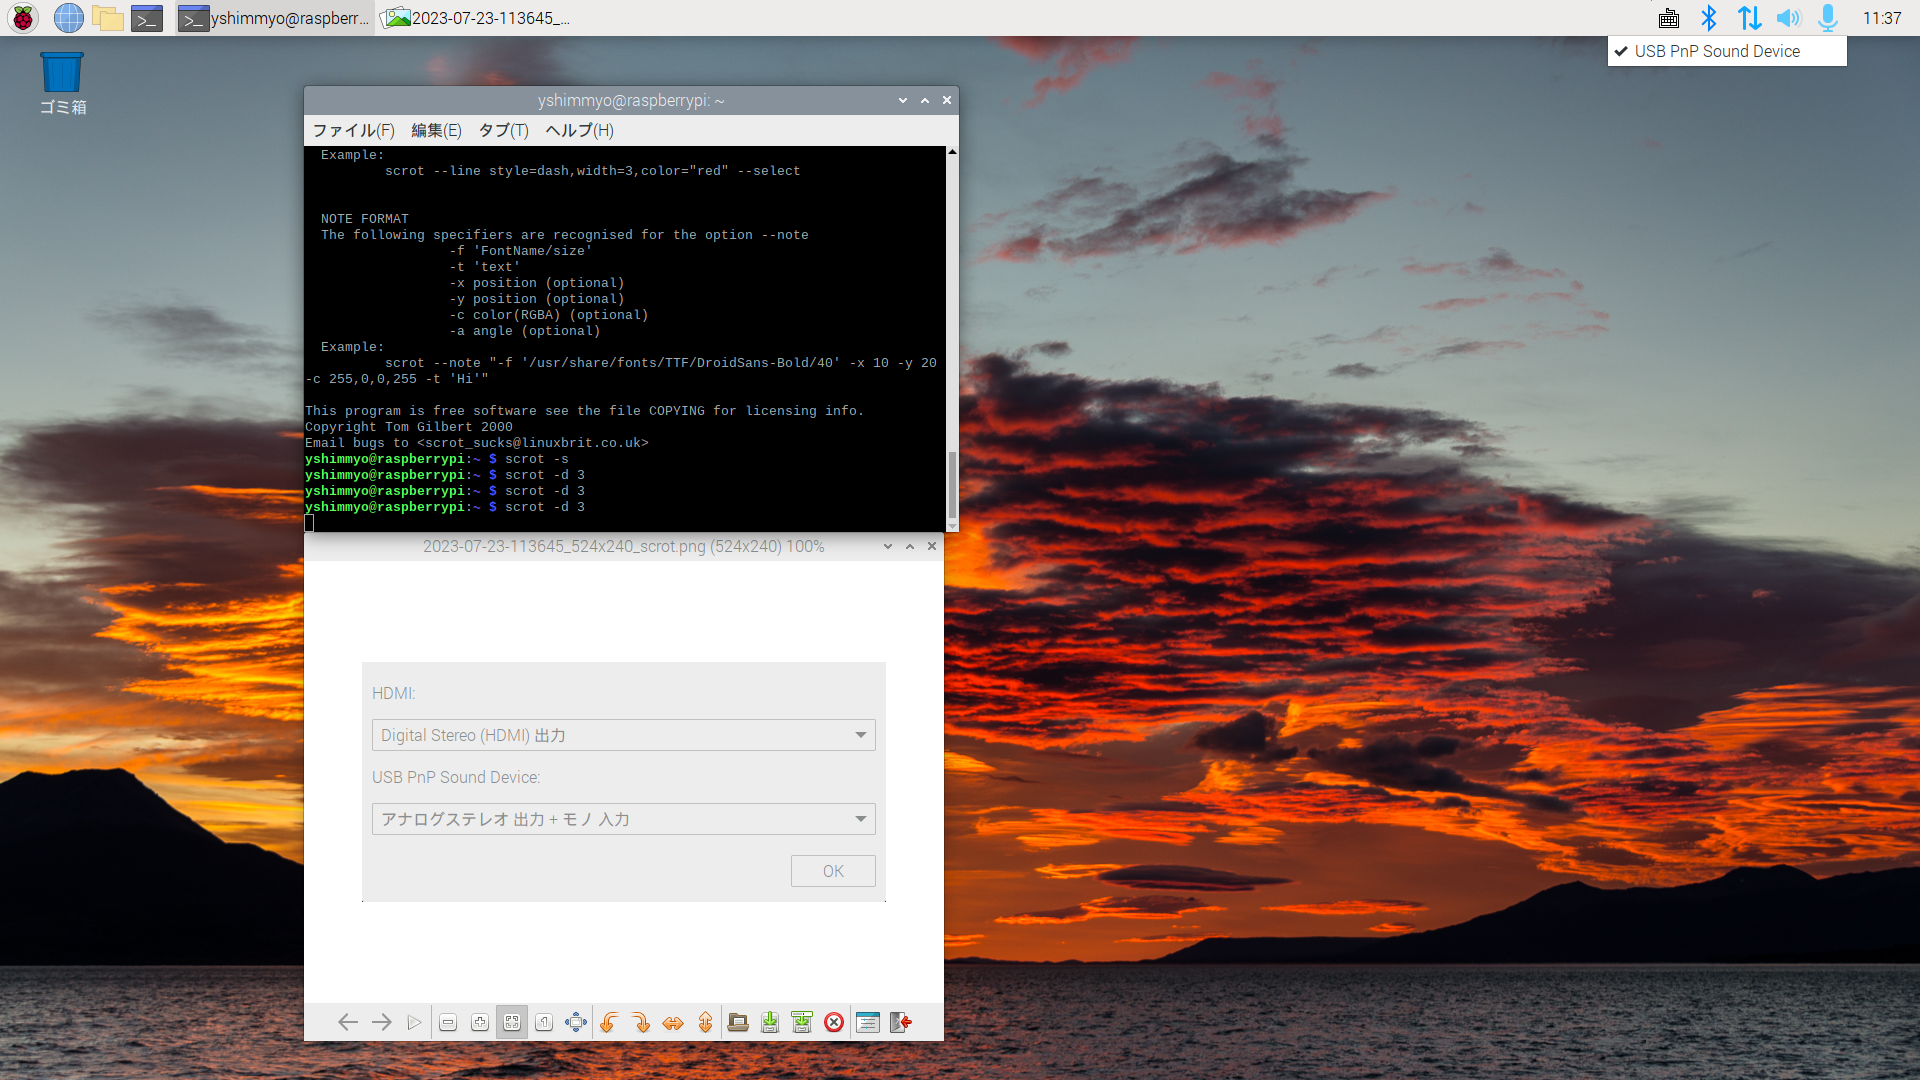 yshimmyo@raspberr...
2023-07-23-113645_...
11:37
USB PnP Sound Device
ゴミ箱
yshimmyo@raspberrypi: ~
ファイル(F) 編集(E) タブ(T) ヘルプ(H)
Example:
scrot --line style=dash,width=3,color="red" --select
NOTE FORMAT
The following specifiers are recognised for the option --note
-f 'FontName/size'
-t 'text'
-x position (optional)
-y position (optional)
-c color(RGBA) (optional)
-a angle (optional)
Example:
scrot --note "-f '/usr/share/fonts/TTF/DroidSans-Bold/40' -x 10 -y 20
-c 255,0,0,255 -t 'Hi'"
This program is free software see the file COPYING for licensing info.
Copyright Tom Gilbert 2000
Email bugs to <scrot_sucks@linuxbrit.co.uk>
yshimmyo@raspberrypi:~ $ scrot -s
yshimmyo@raspberrypi:~ $ scrot -d 3
yshimmyo@raspberrypi:~ $ scrot -d 3
yshimmyo@raspberrypi:~ $ scrot -d 3
2023-07-23-113645_524x240_scrot.png (524x240) 100%
HDMI:
Digital Stereo (HDMI) 出力
USB PnP Sound Device:
アナログステレオ 出力 + モノ 入力
OK